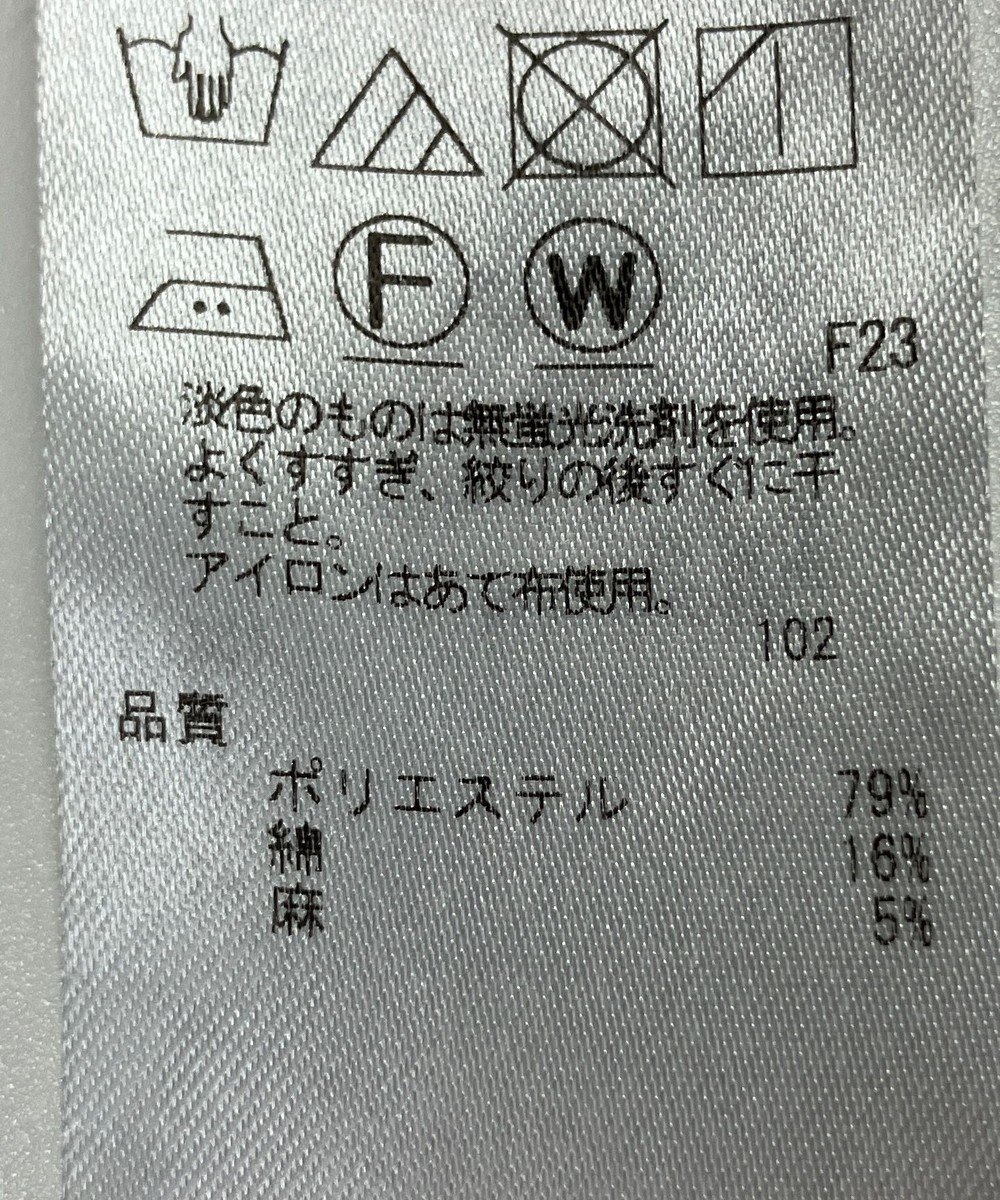 F
W
F23
淡色のものは無蛍光洗剤を使用。
よくすすぎ、絞りの後すぐに干
すこと。
アイロンはあて布使用。
102
品質
ポリエステル 79%
綿 16%
麻 5%